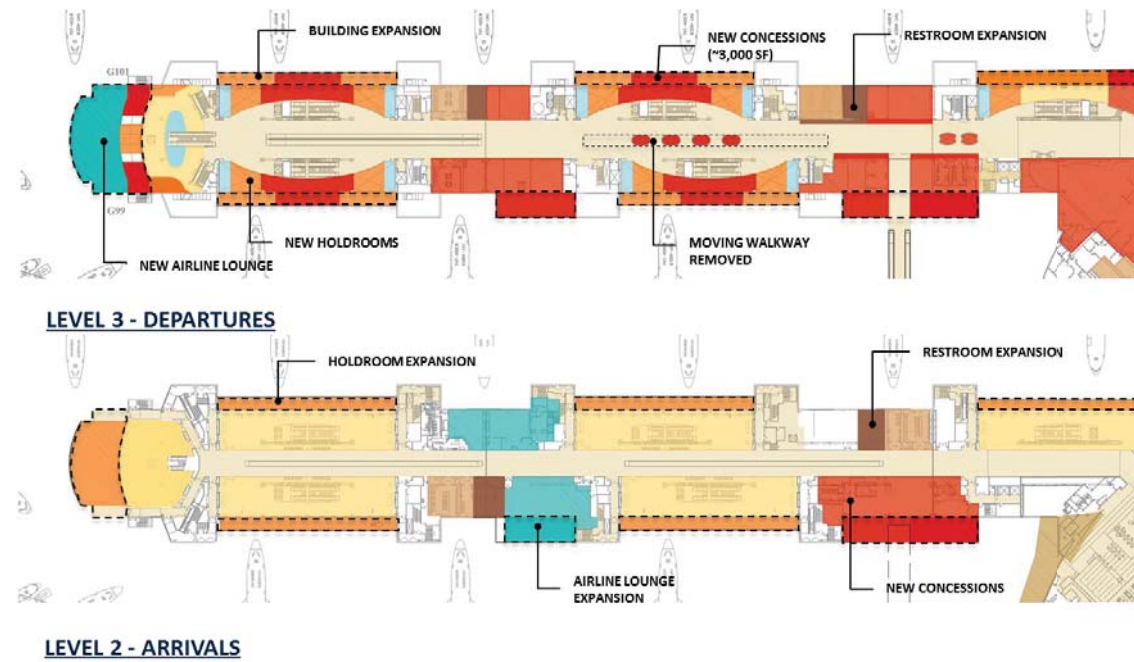 BUILDING EXPANSION
NEW CONCESSIONS
(~3,000 SF)
RESTROOM EXPANSION
G101
G99
NEW HOLDROOMS
NEW AIRLINE LOUNGE
MOVING WALKWAY
REMOVED
LEVEL 3 - DEPARTURES
HOLDROOM EXPANSION
RESTROOM EXPANSION
AIRLINE LOUNGE
EXPANSION
NEW CONCESSIONS
LEVEL 2 - ARRIVALS